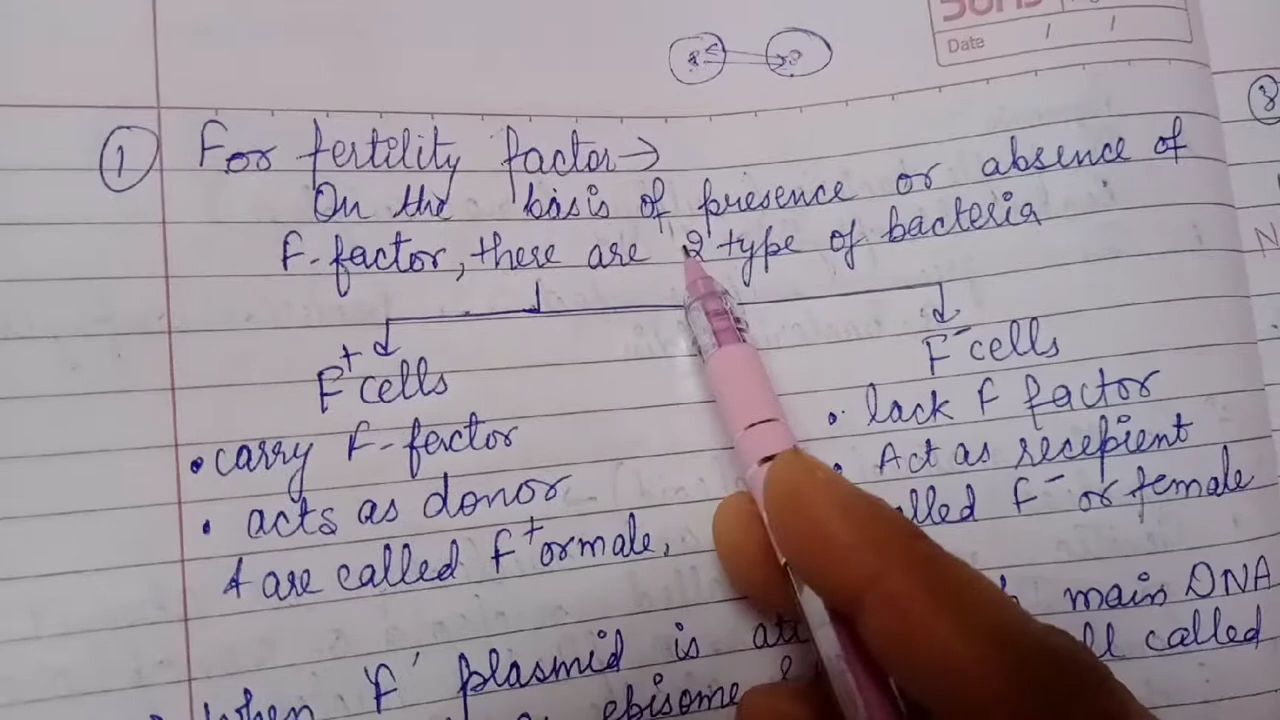 Date / /
① For fertility factor →
On the basis of presence or absence of
F-factor, there are 2 type of bacteria
F⁺ cells
• carry F-factor
• acts as donor
& are called F⁺ or male.
F⁻ cells
• lack F factor
• Act as recepient
F⁻ or female
main DNA
When F' plasmid is
called
episome